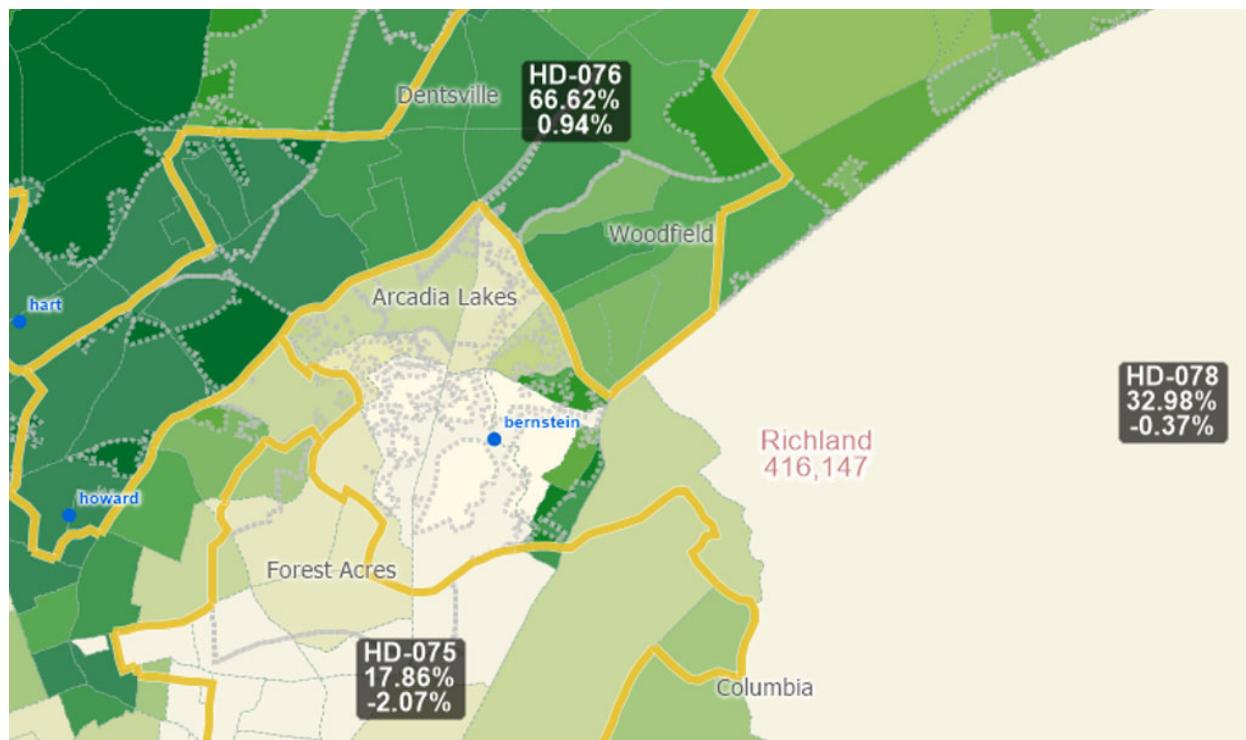 HD-076
66.62%
0.94%
Dentsville
Woodfield
Arcadia Lakes
hart
HD-078
32.98%
-0.37%
bernstein
Richland
416,147
howard
Forest Acres
HD-075
17.86%
-2.07%
Columbia